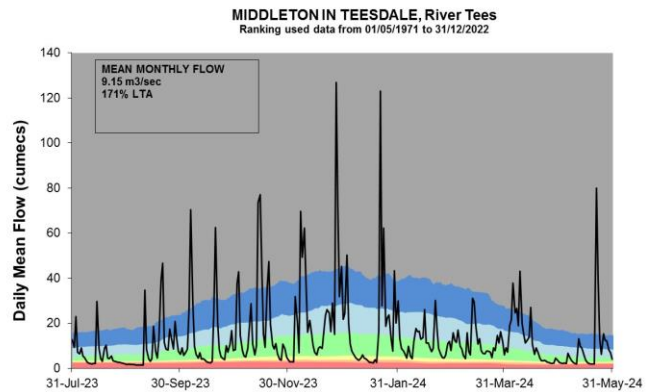 MIDDLETON IN TEESDALE, River Tees
Ranking used data from 01/05/1971 to 31/12/2022
MEAN MONTHLY FLOW
9.15 m3/sec
171% LTA
Daily Mean Flow (cumecs)
140
120
100
80
60
40
20
0
31-Jul-23 30-Sep-23 30-Nov-23 31-Jan-24 31-Mar-24 31-May-24